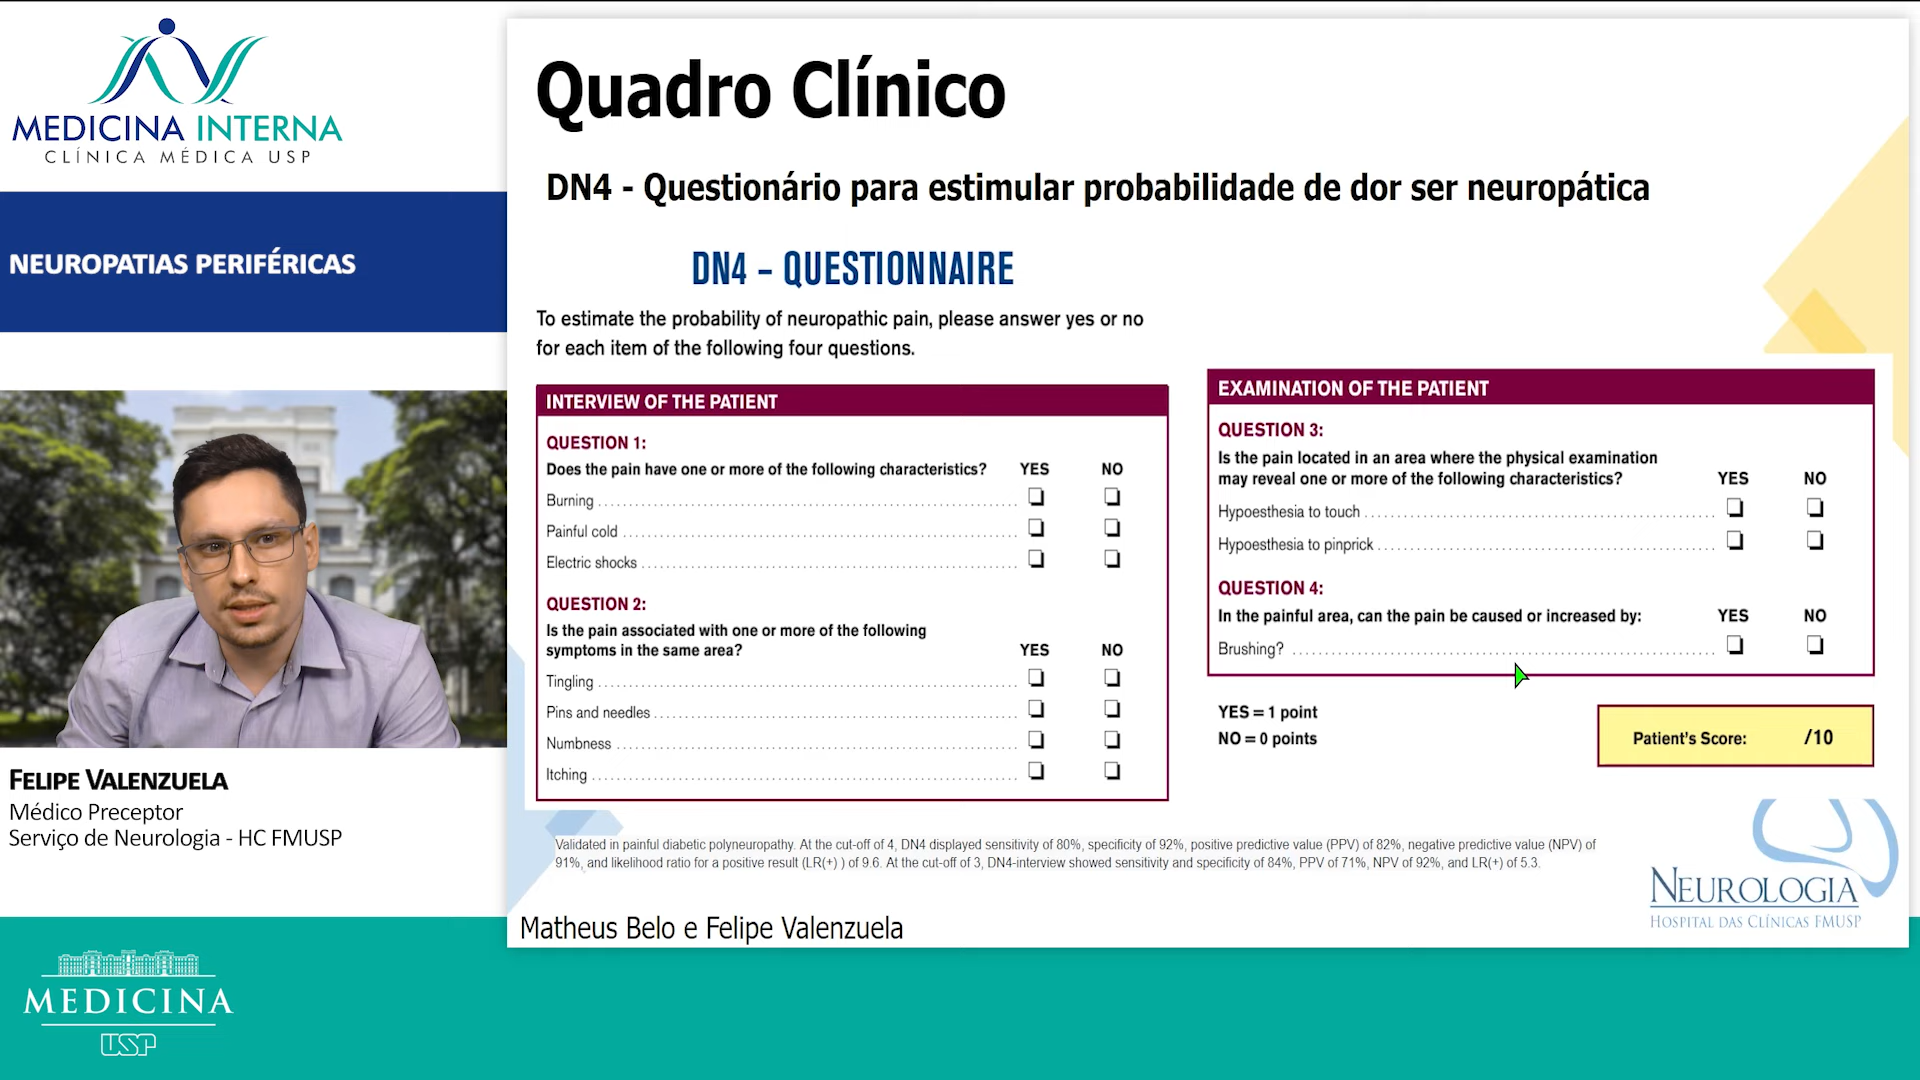 MEDICINA INTERNA
CLÍNICA MÉDICA USP
NEUROPATIAS PERIFÉRICAS
FELIPE VALENZUELA
Médico Preceptor
Serviço de Neurologia - HC FMUSP
MEDICINA
USP
Quadro Clínico
DN4 - Questionário para estimular probabilidade de dor ser neuropática
DN4 – QUESTIONNAIRE
To estimate the probability of neuropathic pain, please answer yes or no
for each item of the following four questions.
INTERVIEW OF THE PATIENT
QUESTION 1:
Does the pain have one or more of the following characteristics? YES NO
Burning
Painful cold
Electric shocks
QUESTION 2:
Is the pain associated with one or more of the following
symptoms in the same area? YES NO
Tingling
Pins and needles
Numbness
Itching
EXAMINATION OF THE PATIENT
QUESTION 3:
Is the pain located in an area where the physical examination
may reveal one or more of the following characteristics? YES NO
Hypoesthesia to touch
Hypoesthesia to pinprick
QUESTION 4:
In the painful area, can the pain be caused or increased by: YES NO
Brushing?
YES = 1 point
NO = 0 points
Patient's Score: /10
Validated in painful diabetic polyneuropathy. At the cut-off of 4, DN4 displayed sensitivity of 80%, specificity of 92%, positive predictive value (PPV) of 82%, negative predictive value (NPV) of
91%, and likelihood ratio for a positive result (LR(+) ) of 9.6. At the cut-off of 3, DN4-interview showed sensitivity and specificity of 84%, PPV of 71%, NPV of 92%, and LR(+) of 5.3.
NEUROLOGIA
HOSPITAL DAS CLÍNICAS FMUSP
Matheus Belo e Felipe Valenzuela